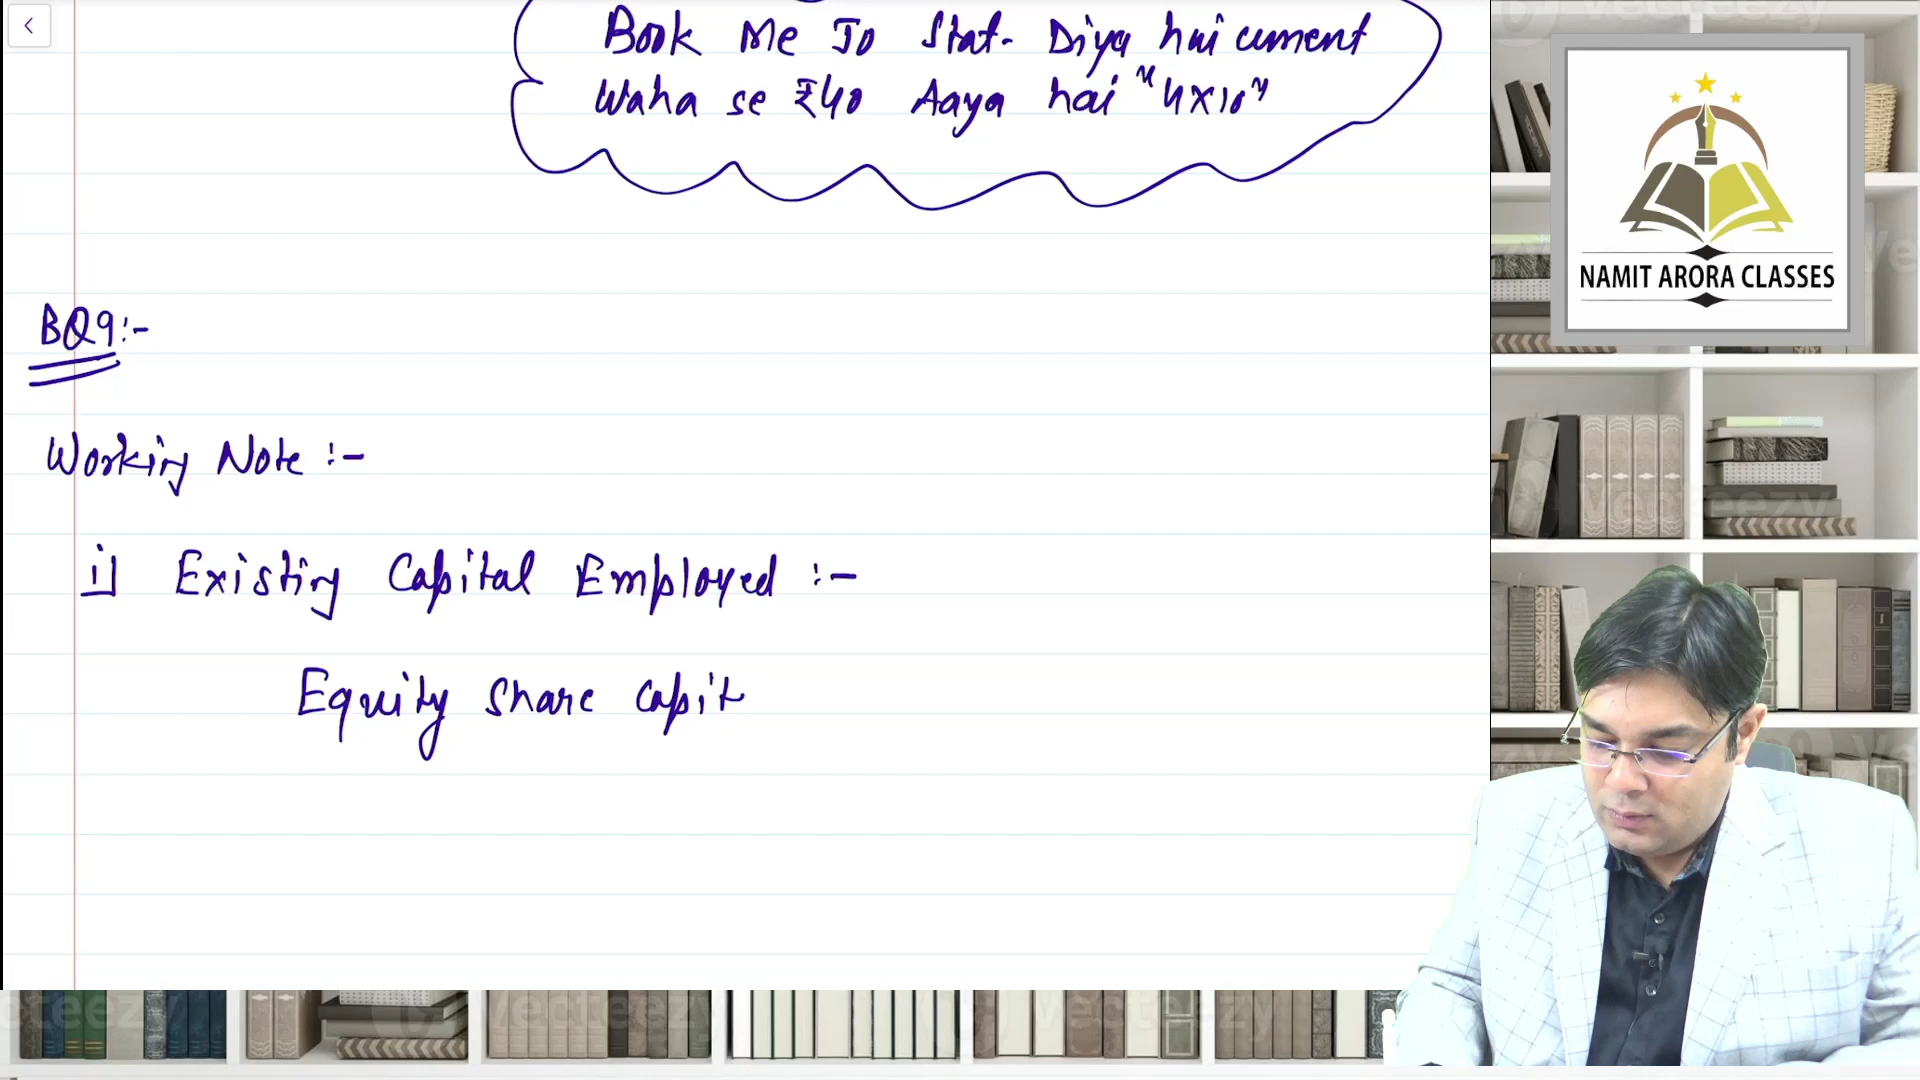 Book Me Jo Stat. Diya hai current
Waha se ₹40 Aaya hai "4x10"
BQ9:-
Working Note :-
i] Existing Capital Employed :-
Equity Share Capit
NAMIT ARORA CLASSES